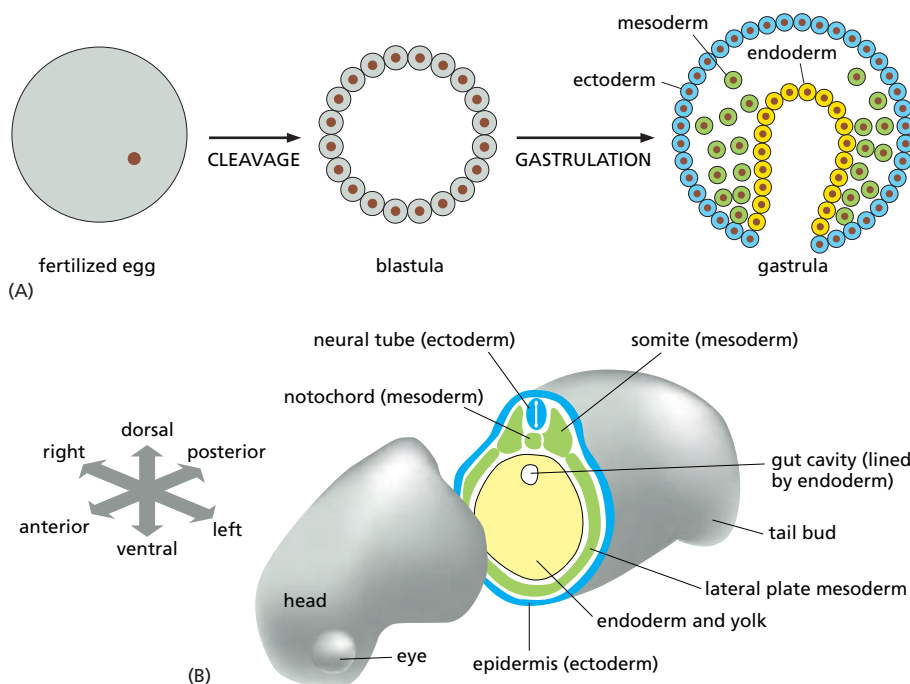 mesoderm
endoderm
ectoderm
CLEAVAGE
GASTRULATION
fertilized egg
blastula
gastrula
(A)
neural tube (ectoderm)
somite (mesoderm)
notochord (mesoderm)
dorsal
right
posterior
gut cavity (lined
by endoderm)
anterior
left
ventral
tail bud
lateral plate mesoderm
head
endoderm and yolk
eye
epidermis (ectoderm)
(B)